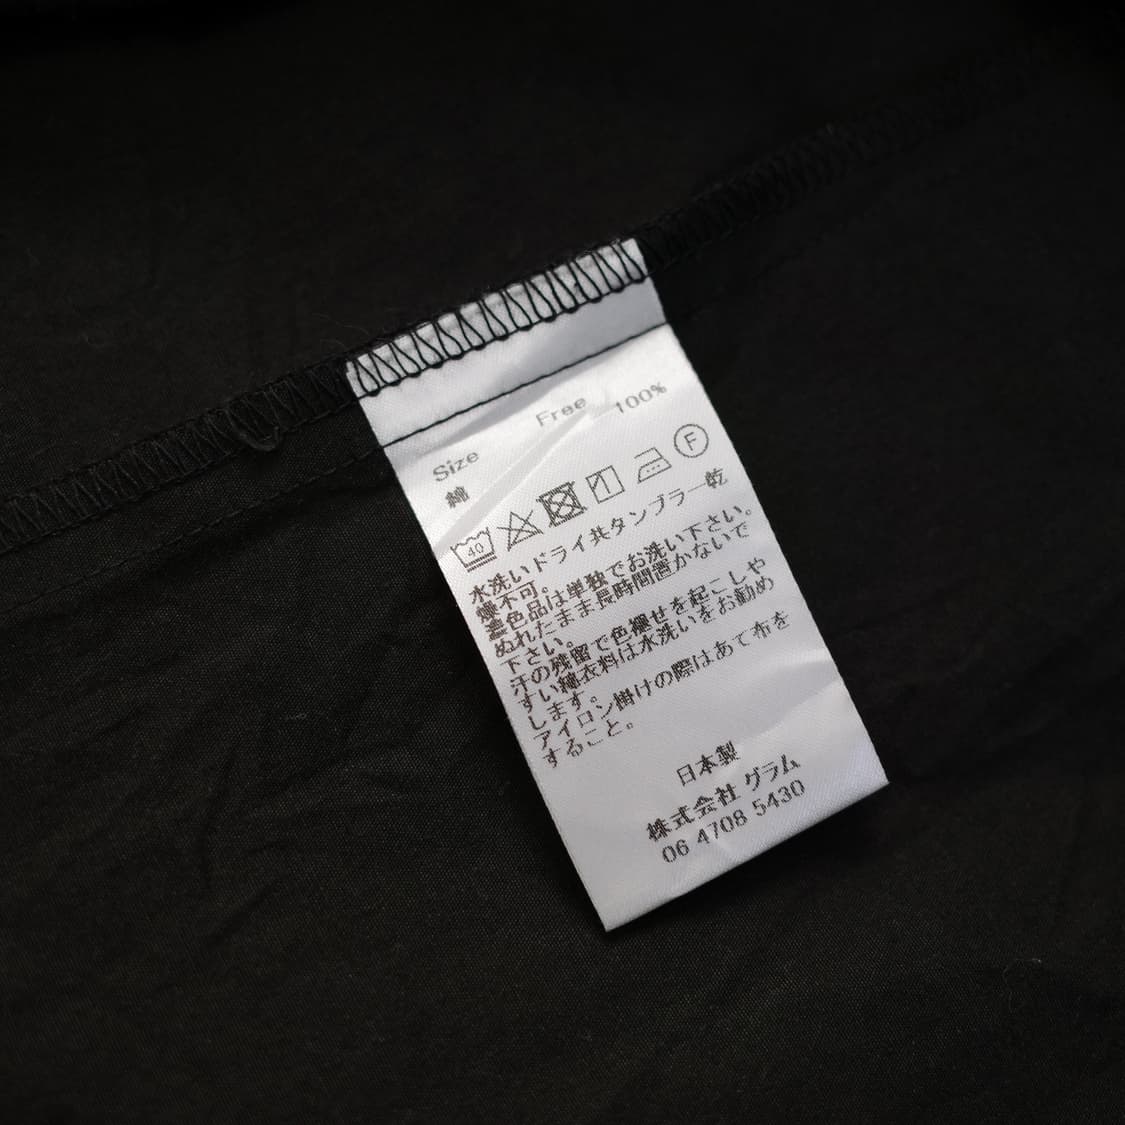 Size Free
綿 100%
40 F
水洗いドライ共タンブラー乾
燥不可。
濃色品は単独でお洗い下さい。
ぬれたまま長時間置かないで
下さい。
汗の残留で色褪せを起こしや
すい綿衣料は水洗いをお勧め
します。
アイロン掛けの際はあて布を
すること。
日本製
株式会社 グラム
06 4708 5430